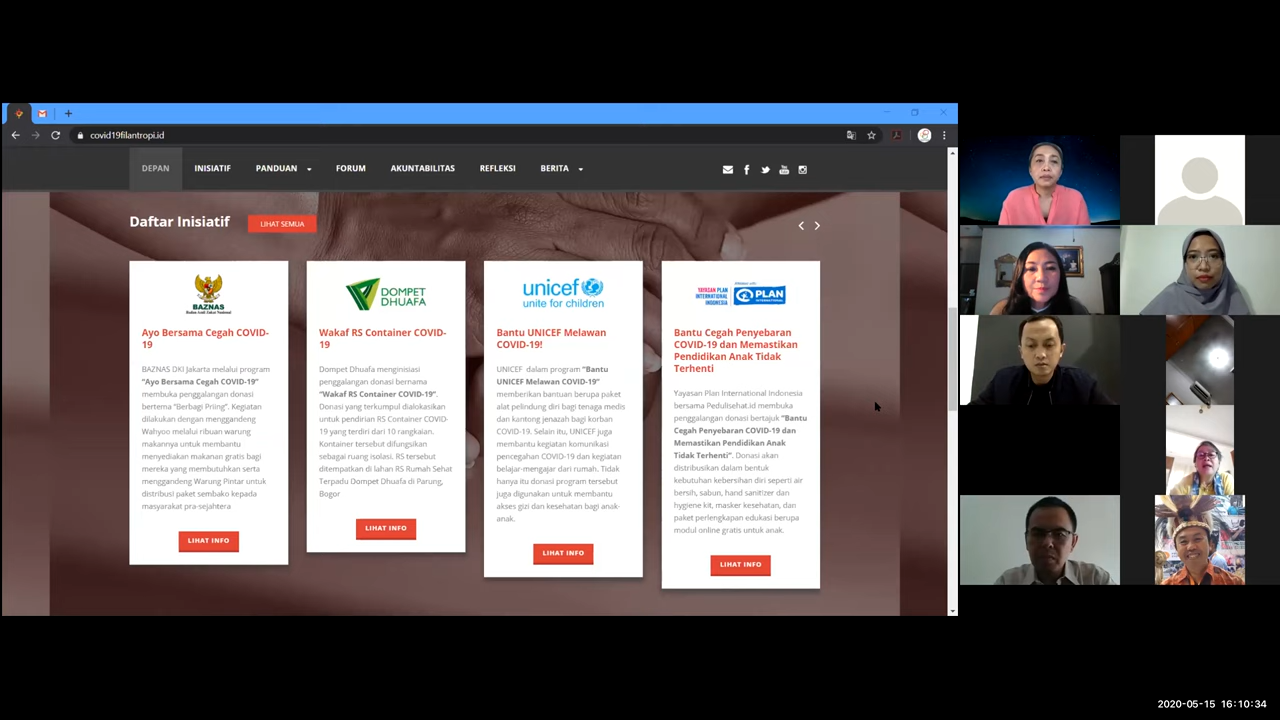 covid19filantropi.id
DEPAN INISIATIF PANDUAN FORUM AKUNTABILITAS REFLEKSI BERITA
Daftar Inisiatif
LIHAT SEMUA
BAZNAS
Badan Amil Zakat Nasional
Ayo Bersama Cegah COVID-
19
BAZNAS DKI Jakarta melalui program
“Ayo Bersama Cegah COVID-19”
membuka penggalangan donasi
bertema “Berbagi Piring”. Kegiatan
dilakukan dengan menggandeng
Wahyoo melalui ribuan warung
makannya untuk membantu
menyediakan makanan gratis bagi
mereka yang membutuhkan serta
menggandeng Warung Pintar untuk
distribusi paket sembako kepada
masyarakat pra-sejahtera
LIHAT INFO
DOMPET
DHUAFA
Wakaf RS Container COVID-
19
Dompet Dhuafa menginisiasi
penggalangan donasi bernama
“Wakaf RS Container COVID-19”.
Donasi yang terkumpul dialokasikan
untuk pendirian RS Container COVID-
19 yang terdiri dari 10 rangkaian.
Kontainer tersebut difungsikan
sebagai ruang isolasi. RS tersebut
ditempatkan di lahan RS Rumah Sehat
Terpadu Dompet Dhuafa di Parung,
Bogor
LIHAT INFO
unicef
unite for children
Bantu UNICEF Melawan
COVID-19!
UNICEF dalam program “Bantu
UNICEF Melawan COVID-19”
memberikan bantuan berupa paket
alat pelindung diri bagi tenaga medis
dan kantong jenazah bagi korban
COVID-19. Selain itu, UNICEF juga
membantu kegiatan komunikasi
pencegahan COVID-19 dan kegiatan
belajar-mengajar dari rumah. Tidak
hanya itu donasi program tersebut
juga digunakan untuk membantu
akses gizi dan kesehatan bagi anak-
anak.
LIHAT INFO
YAYASAN PLAN
INTERNATIONAL
INDONESIA
PLAN
INTERNATIONAL
Bantu Cegah Penyebaran
COVID-19 dan Memastikan
Pendidikan Anak Tidak
Terhenti
Yayasan Plan International Indonesia
bersama Pedulisehat.id membuka
penggalangan donasi bertajuk “Bantu
Cegah Penyebaran COVID-19 dan
Memastikan Pendidikan Anak
Tidak Terhenti”. Donasi akan
distribusikan dalam bentuk
kebutuhan kebersihan diri seperti air
bersih, sabun, hand sanitizer dan
hygiene kit, masker kesehatan, dan
paket perlengkapan edukasi berupa
modul online gratis untuk anak.
LIHAT INFO
2020-05-15 16:10:34